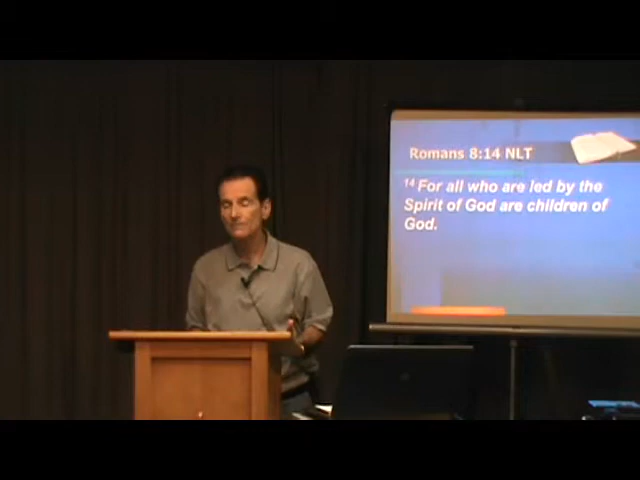 Romans 8:14 NLT
14 For all who are led by the
Spirit of God are children of
God.